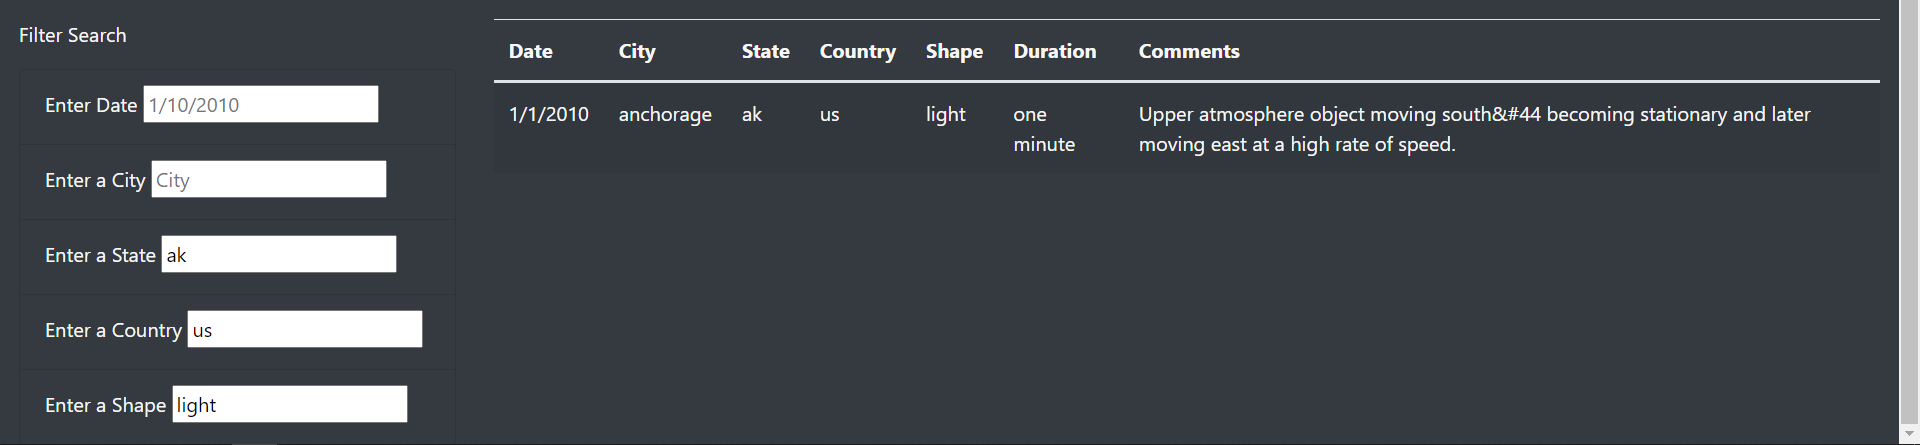 Filter Search
Enter Date 1/10/2010
Enter a City City
Enter a State ak
Enter a Country us
Enter a Shape light
Date City State Country Shape Duration Comments
1/1/2010 anchorage ak us light one Upper atmosphere object moving south&#44 becoming stationary and later
minute moving east at a high rate of speed.